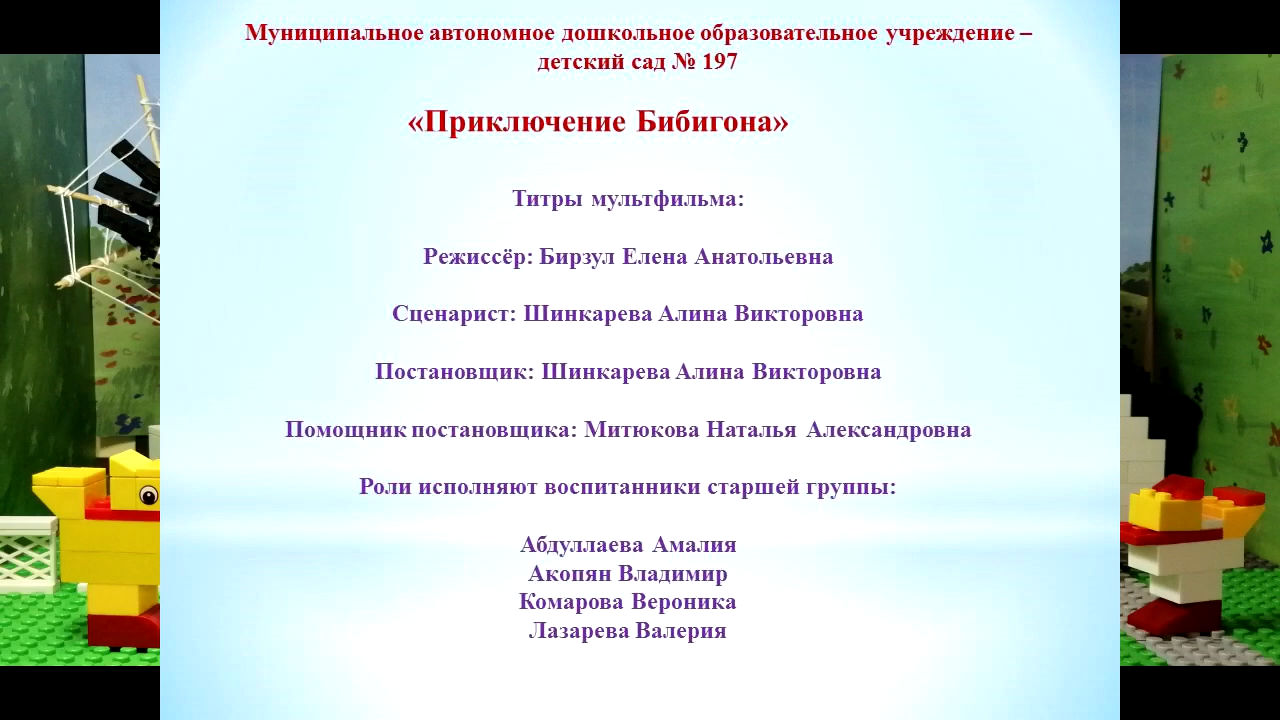 Муниципальное автономное дошкольное образовательное учреждение –
детский сад № 197
«Приключение Бибигона»
Титры мультфильма:
Режиссёр: Бирзул Елена Анатольевна
Сценарист: Шинкарева Алина Викторовна
Постановщик: Шинкарева Алина Викторовна
Помощник постановщика: Митюкова Наталья Александровна
Роли исполняют воспитанники старшей группы:
Абдуллаева Амалия
Акопян Владимир
Комарова Вероника
Лазарева Валерия